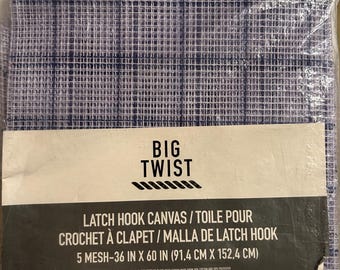 BIG
TWIST
LATCH HOOK CANVAS / TOILE POUR
CROCHET À CLAPET / MALLA DE LATCH HOOK
5 MESH-36 IN X 60 IN (91.4 CM X 152,4 CM)